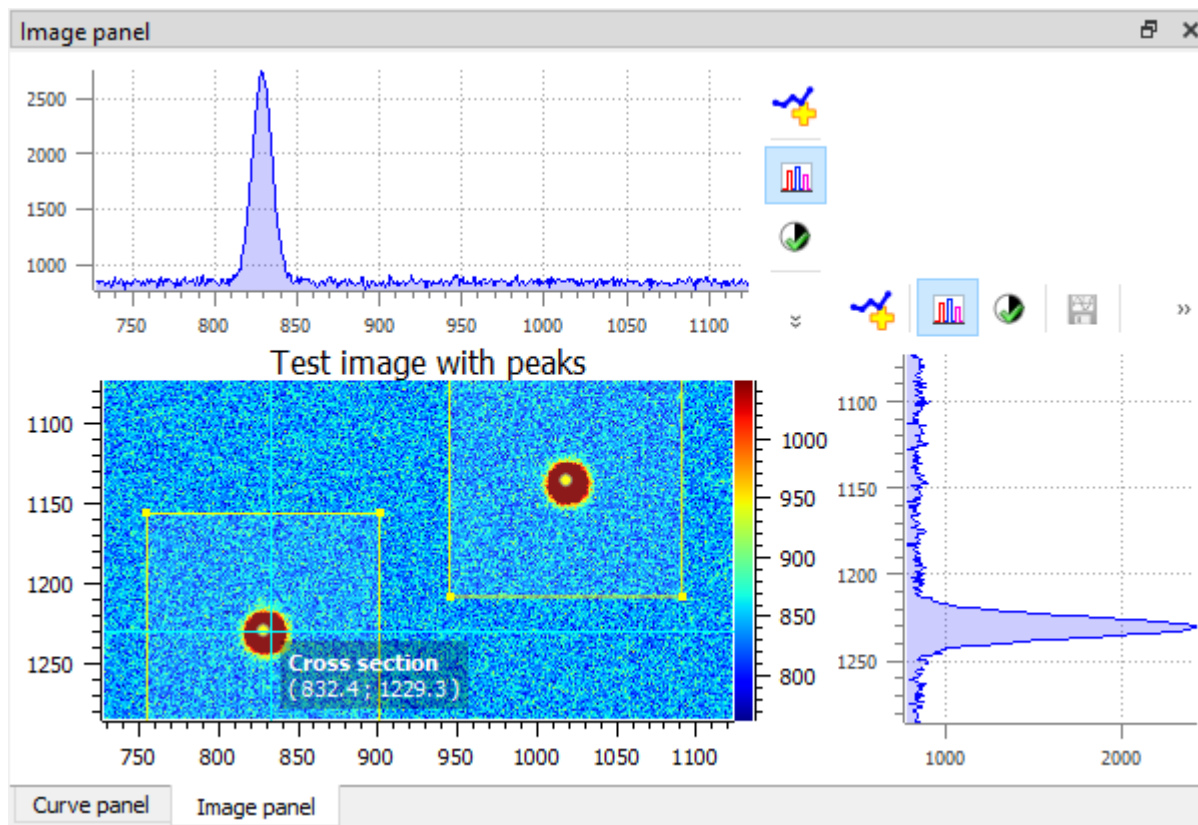 Image panel
2500
2000
1500
1000
750 800 850 900 950 1000 1050 1100
Test image with peaks
1100
1150
1200
1250
750 800 850 900 950 1000 1050 1100
1000
950
900
850
800
Cross section
( 832.4 ; 1229.3 )
1100
1150
1200
1250
1000 2000
Curve panel Image panel